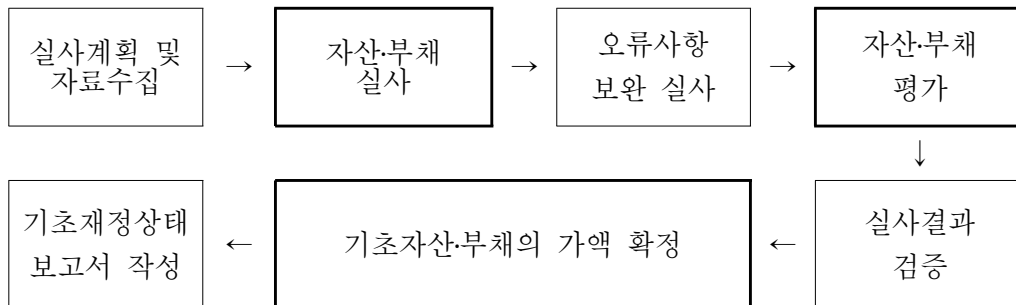 실사계획 및
자료수집
→
자산·부채
실사
→
오류사항
보완 실사
→
자산·부채
평가
↓
실사결과
검증
←
기초자산·부채의 가액 확정
←
기초재정상태
보고서 작성